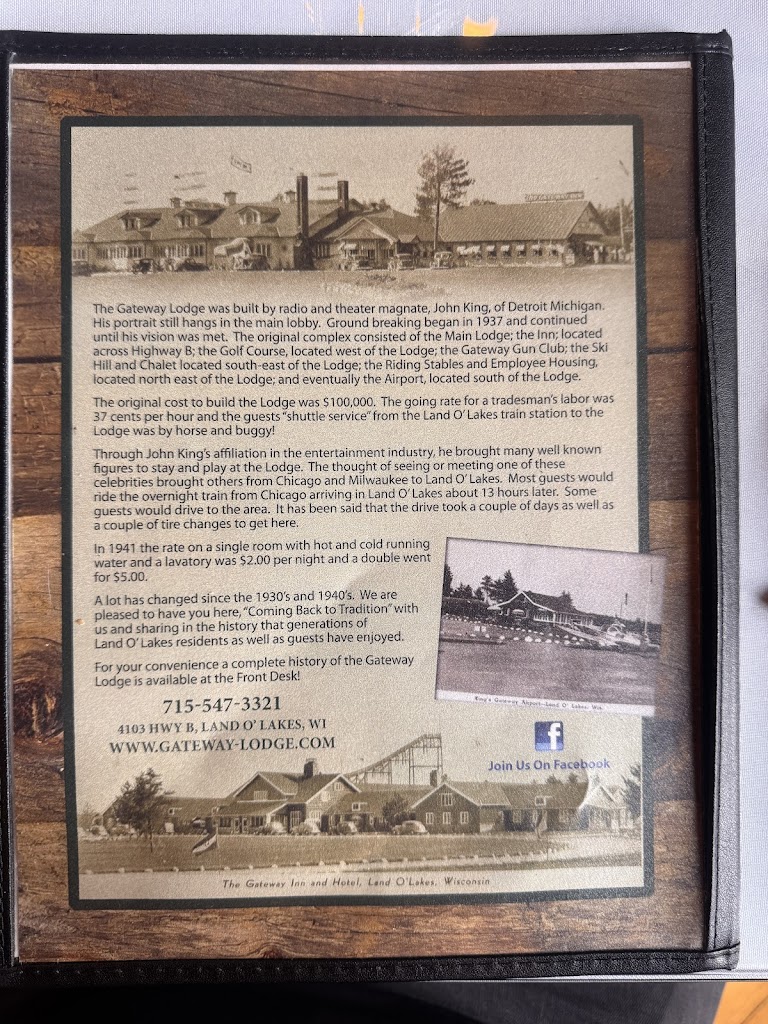 The Gateway Lodge was built by radio and theater magnate, John King, of Detroit Michigan.
His portrait still hangs in the main lobby. Ground breaking began in 1937 and continued
until his vision was met. The original complex consisted of the Main Lodge; the Inn; located
across Highway B; the Golf Course, located west of the Lodge; the Gateway Gun Club; the Ski
Hill and Chalet located south-east of the Lodge; the Riding Stables and Employee Housing,
located north east of the Lodge; and eventually the Airport, located south of the Lodge.
The original cost to build the Lodge was $100,000. The going rate for a tradesman's labor was
37 cents per hour and the guests "shuttle service" from the Land O' Lakes train station to the
Lodge was by horse and buggy!
Through John King's affiliation in the entertainment industry, he brought many well known
figures to stay and play at the Lodge. The thought of seeing or meeting one of these
celebrities brought others from Chicago and Milwaukee to Land O' Lakes. Most guests would
ride the overnight train from Chicago arriving in Land O' Lakes about 13 hours later. Some
guests would drive to the area. It has been said that the drive took a couple of days as well as
a couple of tire changes to get here.
In 1941 the rate on a single room with hot and cold running
water and a lavatory was $2.00 per night and a double went
for $5.00.
A lot has changed since the 1930's and 1940's. We are
pleased to have you here, "Coming Back to Tradition" with
us and sharing in the history that generations of
Land O' Lakes residents as well as guests have enjoyed.
For your convenience a complete history of the Gateway
Lodge is available at the Front Desk!
King's Gateway Airport—Land O' Lakes, Wis.
715-547-3321
4103 HWY B, LAND O' LAKES, WI
WWW.GATEWAY-LODGE.COM
f
Join Us On Facebook
The Gateway Inn and Hotel, Land O'Lakes, Wisconsin